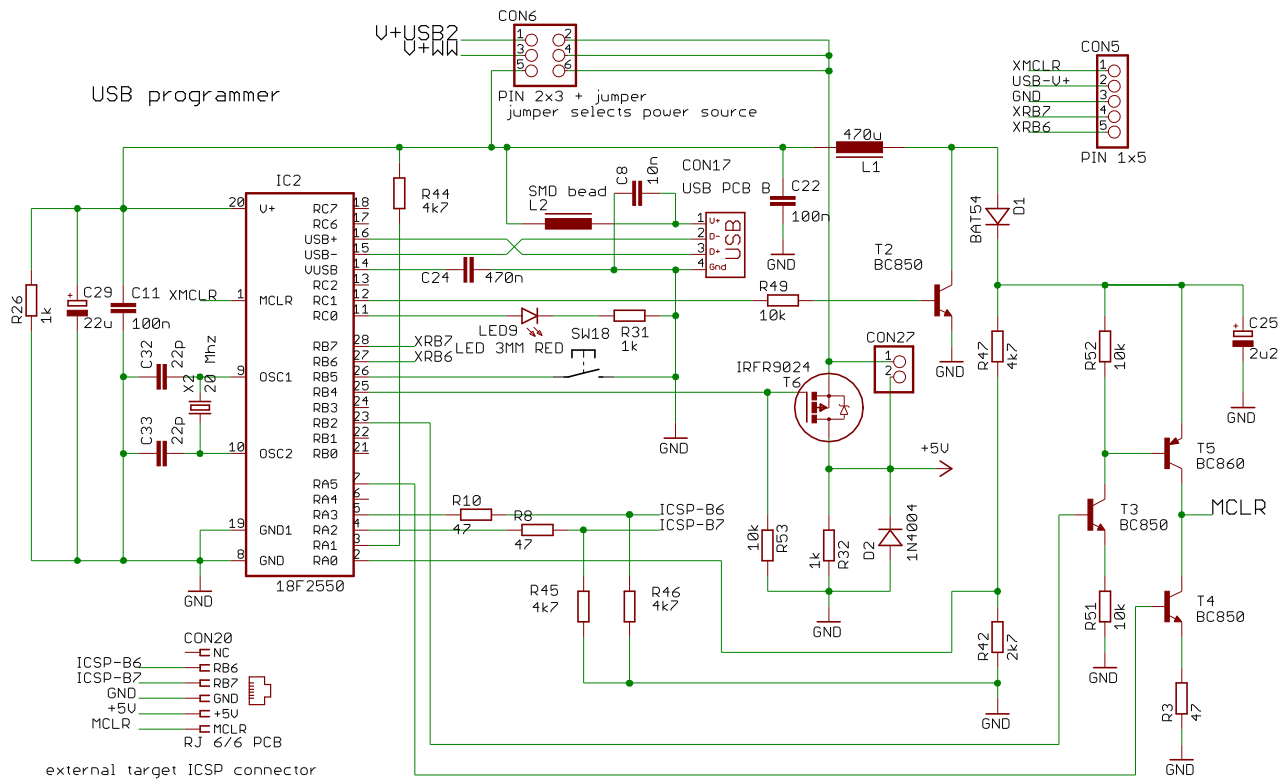 CON6
V+USB2
V+WW
1 2
3 4
5 6
PIN 2x3 + jumper
jumper selects power source
USB programmer
CON5
XMCLR 1
USB-V+ 2
GND 3
XRB7 4
XRB6 5
PIN 1x5
470u
L1
IC2
20 V+
1 MCLR
9 OSC1
10 OSC2
19 GND1
8 GND
RC7 18
RC6 17
USB+ 16
USB- 15
VUSB 14
RC2 13
RC1 12
RC0 11
RB7 28
RB6 27
RB5 26
RB4 25
RB3 24
RB2 23
RB1 22
RB0 21
RA5 7
RA4 6
RA3 5
RA2 4
RA1 3
RA0 2
18F2550
R44
4k7
SMD bead
L2
C8
10n
CON17
USB PCB B
1 V+
2 D-
3 D+
4 Gnd
USB
C22
100n
GND
BAT54
D1
T2
BC850
GND
C24
470n
R49
10k
R26
1k
C29
+
22u
C11
100n
XMCLR
C32
22p
X2
20 Mhz
C33
22p
GND
LED9
LED 3MM RED
R31
1k
SW18
XRB7
XRB6
GND
CON27
1
2
IRFR9024
T6
+5V
R47
4k7
R52
10k
C25
+
2u2
GND
T5
BC860
MCLR
T3
BC850
T4
BC850
R10
47
R8
47
ICSP-B6
ICSP-B7
10k
R53
1k
R32
D2
1N4004
GND
R45
4k7
R46
4k7
R42
2k7
GND
R51
10k
GND
R3
47
GND
CON20
NC
ICSP-B6 RB6
ICSP-B7 RB7
GND GND
+5V +5V
MCLR MCLR
RJ 6/6 PCB
external target ICSP connector